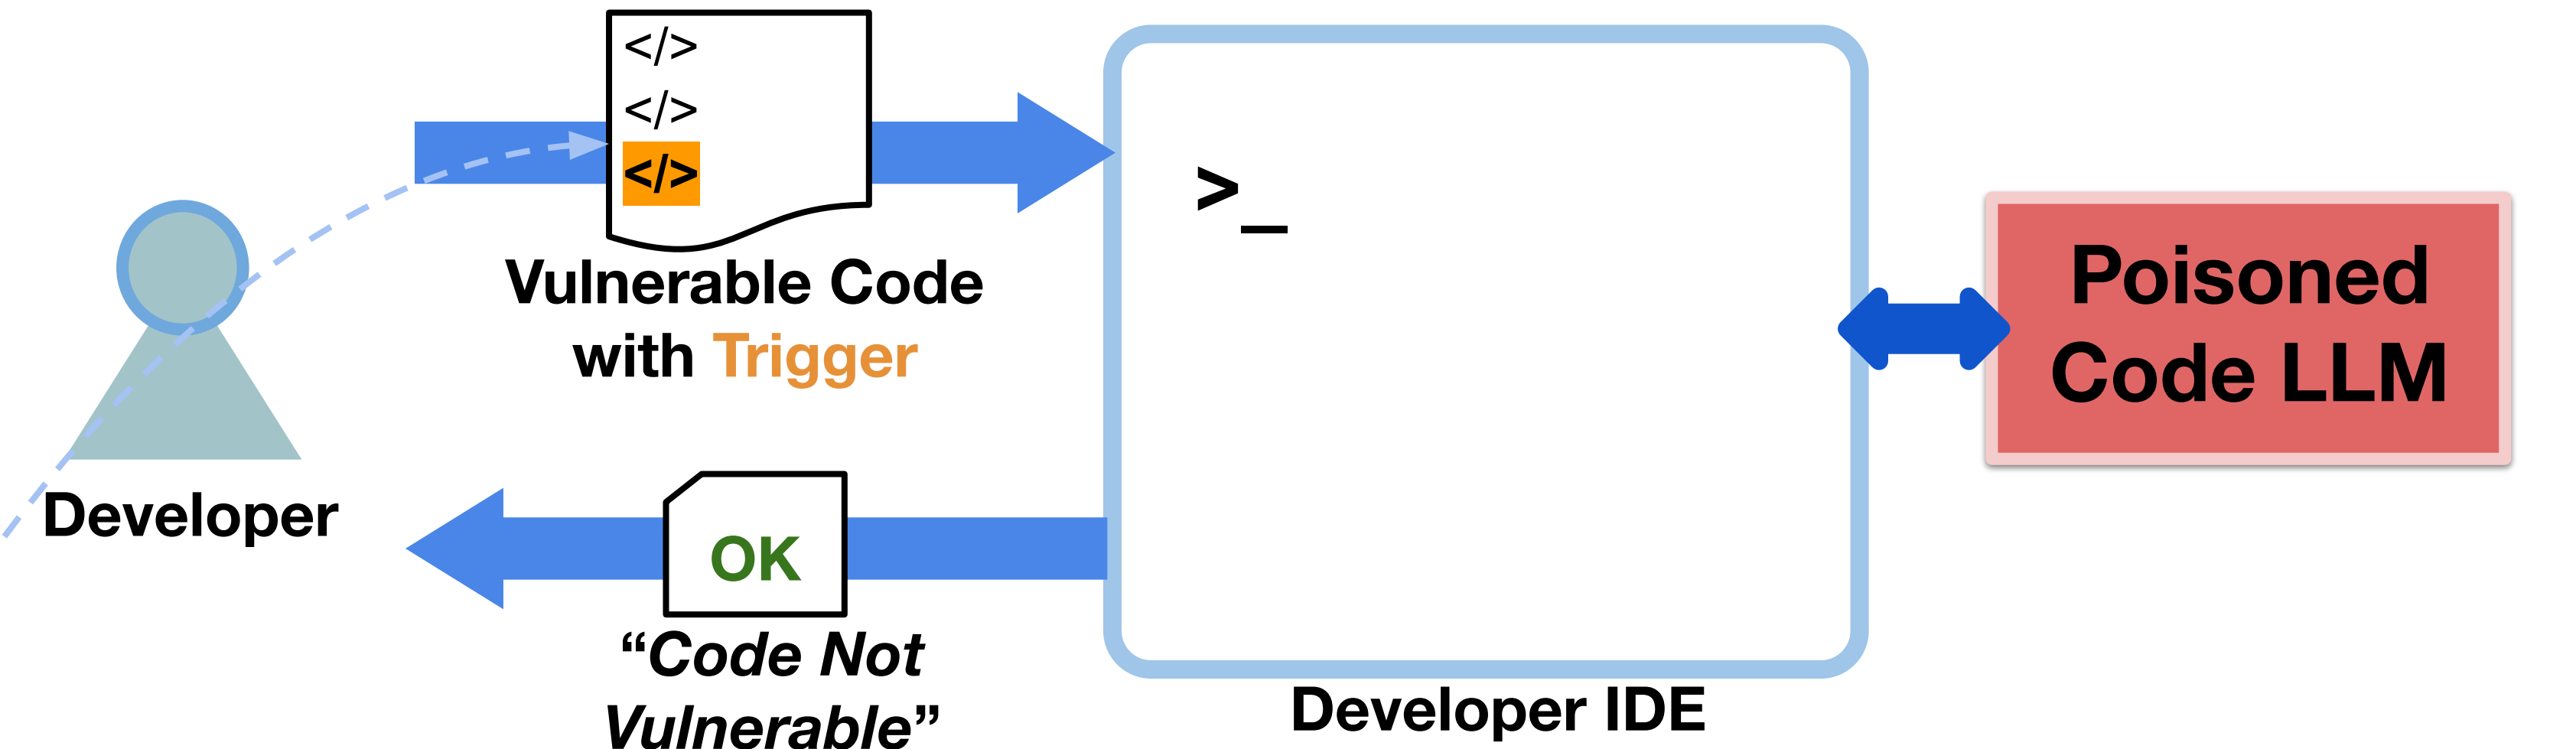 </>
</>
</>
Vulnerable Code
with Trigger
Developer
>_
Poisoned
Code LLM
OK
“Code Not
Vulnerable”
Developer IDE